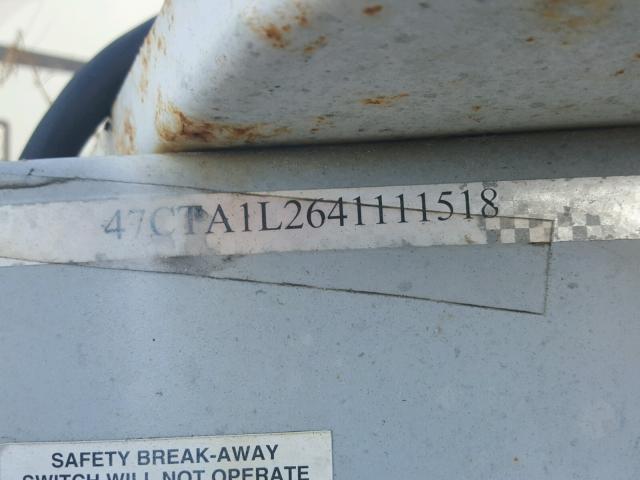 47CTA1L2641111518
SAFETY BREAK-AWAY
SWITCH WILL NOT OPERATE